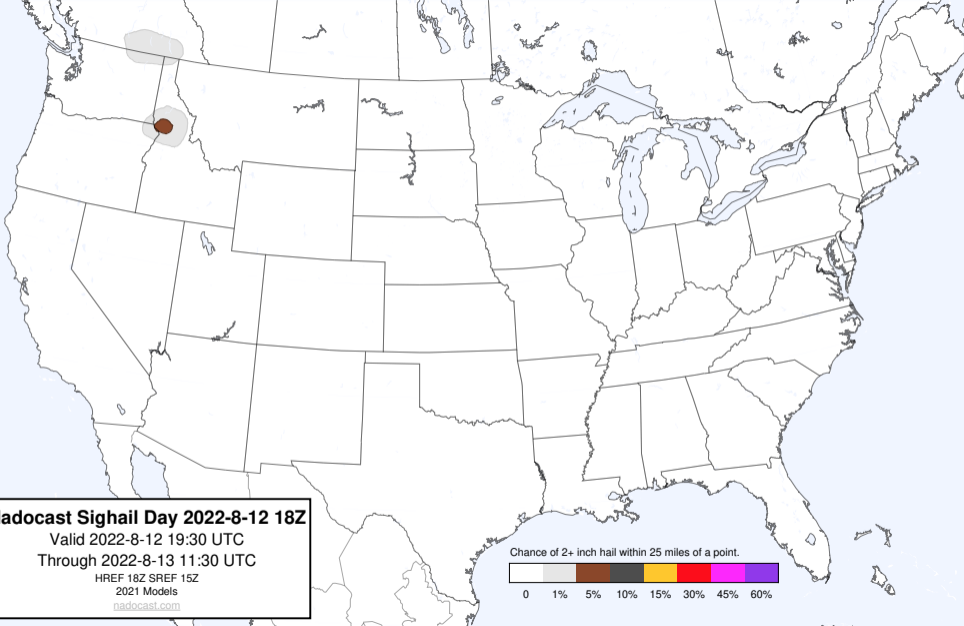 adocast Sighail Day 2022-8-12 18Z
Valid 2022-8-12 19:30 UTC
Through 2022-8-13 11:30 UTC
HREF 18Z SREF 15Z
2021 Models
nadocast.com
Chance of 2+ inch hail within 25 miles of a point.
0 1% 5% 10% 15% 30% 45% 60%